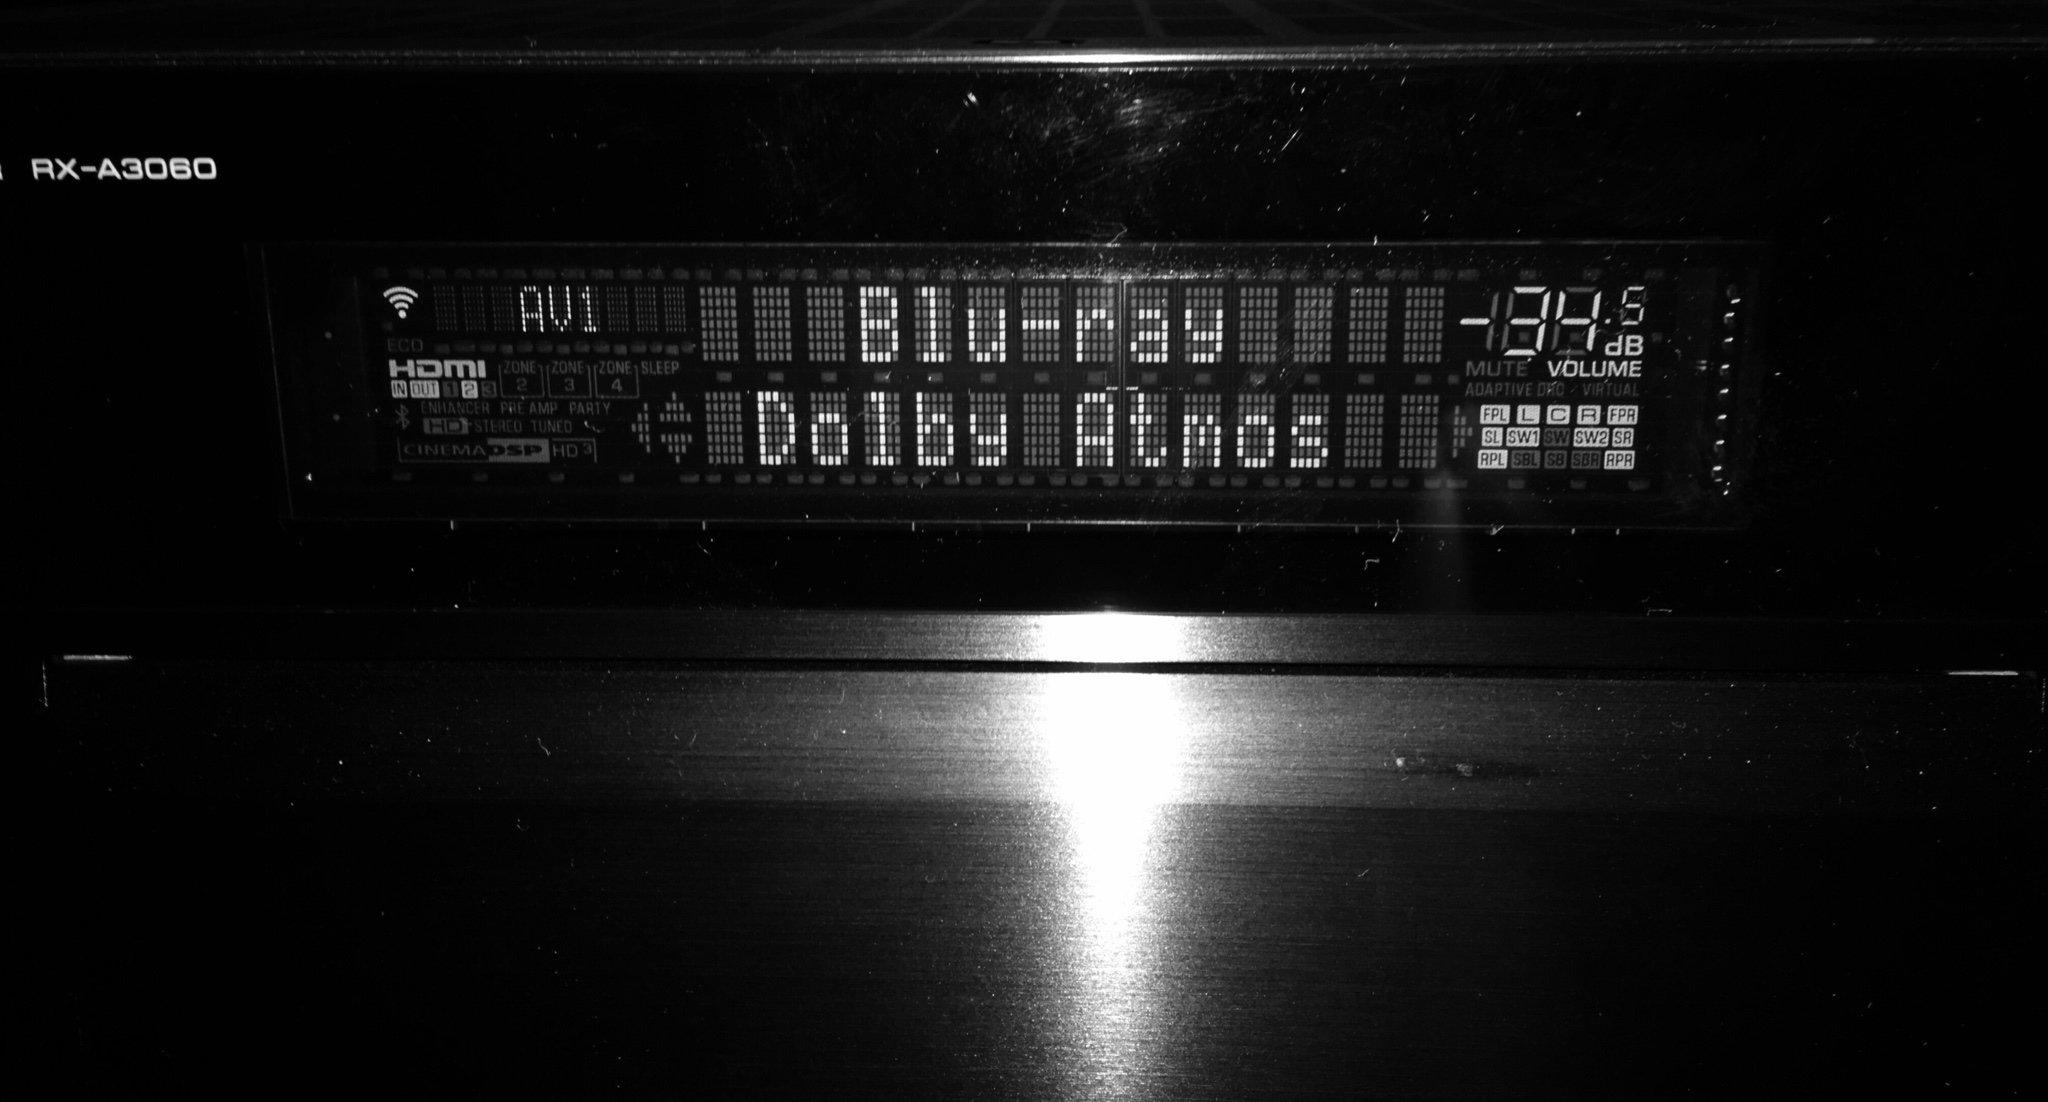 RX-A3060
AV1 Blu-ray -34.5 dB
ECO
HDMI ZONE 2 ZONE 3 ZONE 4 SLEEP
IN OUT 1 2 3
MUTE VOLUME
ADAPTIVE DRC VIRTUAL
ENHANCER PRE AMP PARTY
HD STEREO TUNED
CINEMA DSP HD 3
Dolby Atmos
FPL L C R FPR
SL SW1 SW SW2 SR
RPL SBL SB SBR RPR